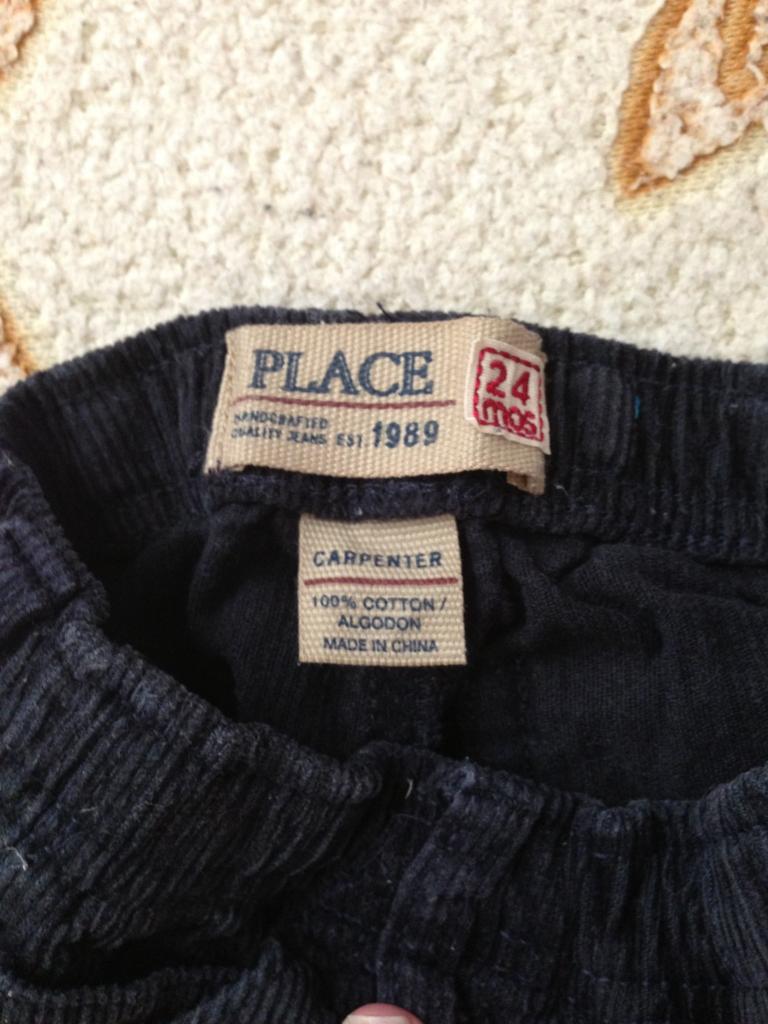 PLACE
HANDCRAFTED
QUALITY JEANS EST. 1989
24
mos
CARPENTER
100% COTTON /
ALGODON
MADE IN CHINA